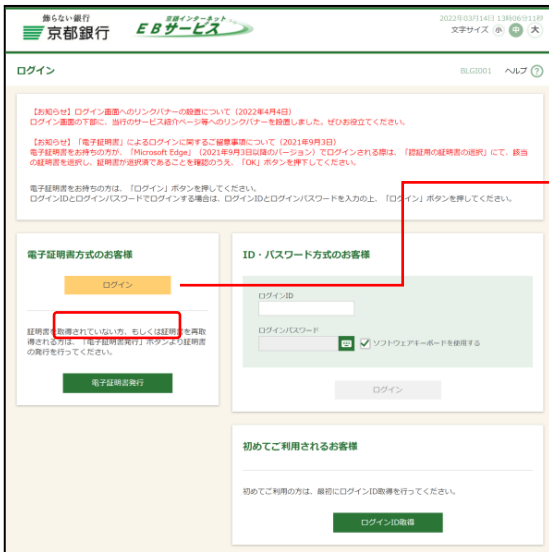 飾らない銀行
京都銀行
京銀インターネット
EBサービス
2022年03月14日 13時06分11秒
文字サイズ 小 中 大
ログイン
BLGI001 ヘルプ ?
【お知らせ】ログイン画面へのリンクバナーの設置について（2022年4月4日）
ログイン画面の下部に、当行のサービス紹介ページ等へのリンクバナーを設置しました。ぜひお役立てください。
【お知らせ】「電子証明書」によるログインに関するご留意事項について（2021年9月3日）
電子証明書をお持ちの方が、「Microsoft Edge」（2021年9月3日以降のバージョン）でログインされる際は、「認証用の証明書の選択」にて、該当
の証明書を選択し、証明書が選択済であることを確認のうえ、「OK」ボタンを押下してください。
電子証明書をお持ちの方は、「ログイン」ボタンを押してください。
ログインIDとログインパスワードでログインする場合は、ログインIDとログインパスワードを入力の上、「ログイン」ボタンを押してください。
電子証明書方式のお客様
ログイン
証明書を取得されていない方、もしくは証明書を再取
得される方は、「電子証明書発行」ボタンより証明書
の発行を行ってください。
電子証明書発行
ID・パスワード方式のお客様
ログインID
ログインパスワード
ソフトウェアキーボードを使用する
ログイン
初めてご利用されるお客様
初めてご利用の方は、最初にログインID取得を行ってください。
ログインID取得